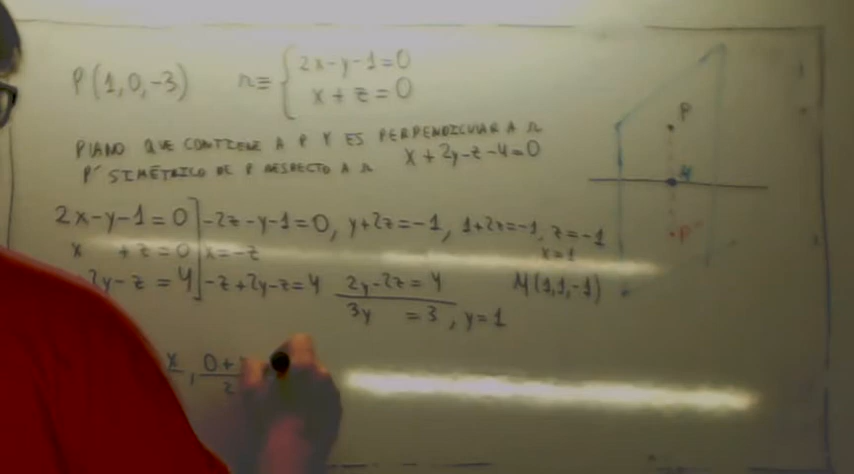 P(1,0,-3) r≡ { 2x-y-1=0
x+z=0
PLANO QUE CONTIENE A P Y ES PERPENDICULAR A r
x+2y-z-4=0
P' SIMÉTRICO DE P RESPECTO A r
P
M
P'
2x-y-1=0] -2z-y-1=0, y+2z=-1, 1+2z=-1, z=-1
x +z=0 x=-z x=1
2y-z=4] -z+2y-z=4 2y-2z=4 M(1,1,-1)
3y =3, y=1
x , 0+
2